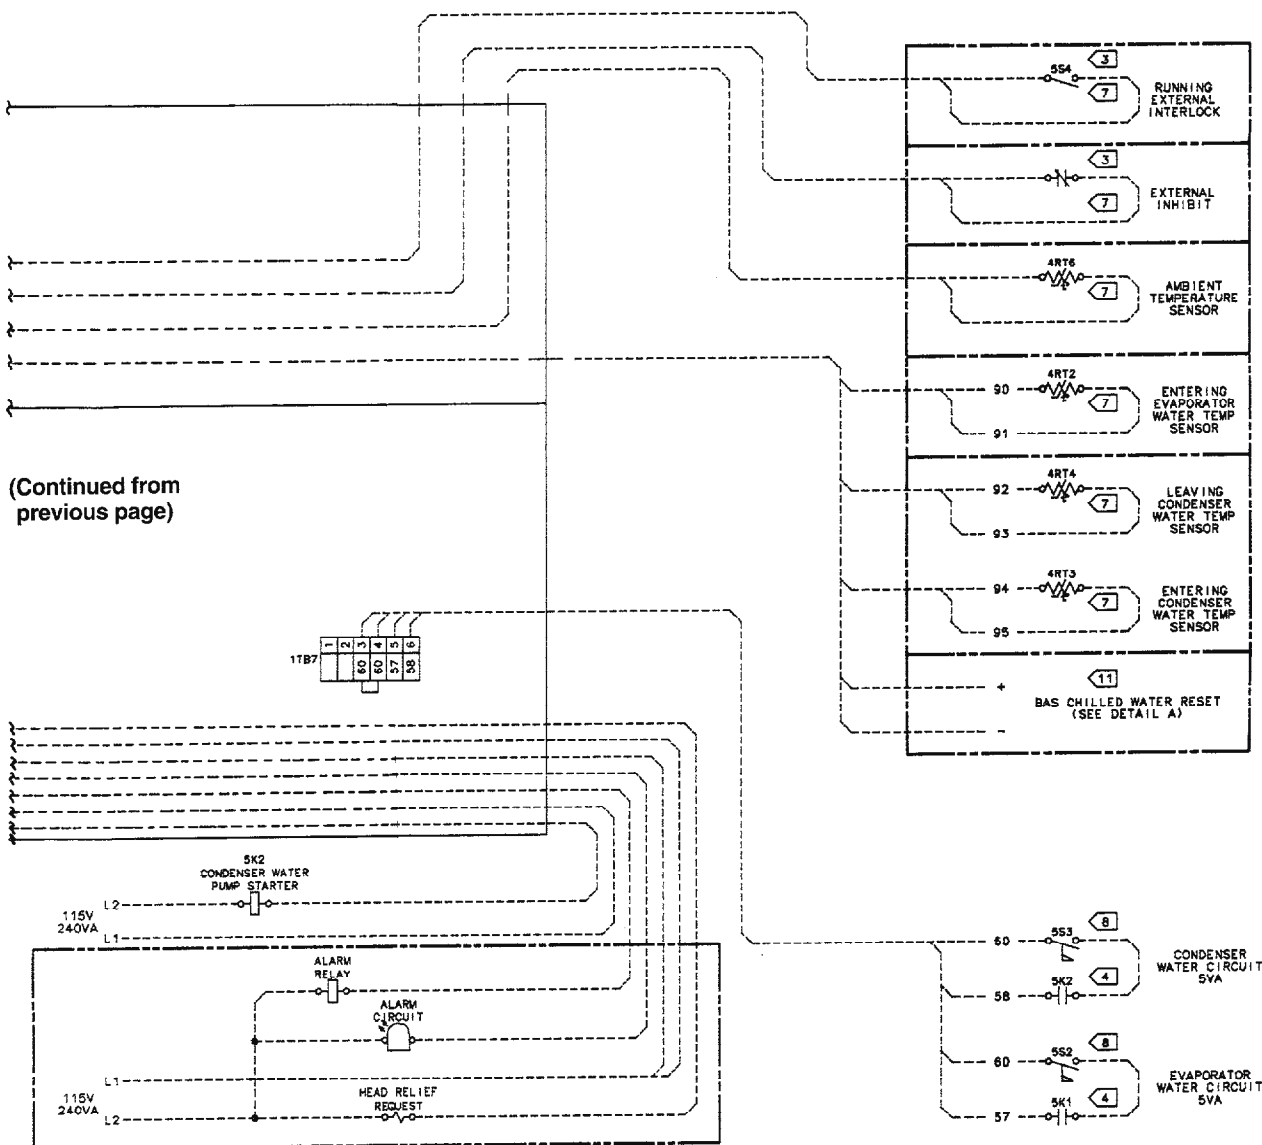 5S4
3
7
RUNNING
EXTERNAL
INTERLOCK
3
7
EXTERNAL
INHIBIT
4RT6
7
AMBIENT
TEMPERATURE
SENSOR
90
4RT2
7
91
ENTERING
EVAPORATOR
WATER TEMP
SENSOR
(Continued from
previous page)
92
4RT4
7
93
LEAVING
CONDENSER
WATER TEMP
SENSOR
94
4RT3
7
95
ENTERING
CONDENSER
WATER TEMP
SENSOR
1TB7
1 2 3 4 5 6
60 60 57 58
+
11
BAS CHILLED WATER RESET
(SEE DETAIL A)
-
5K2
CONDENSER WATER
PUMP STARTER
L2
115V
240VA
L1
ALARM
RELAY
ALARM
CIRCUIT
L1
115V
240VA
L2
HEAD RELIEF
REQUEST
60
5S3
8
58
5K2
4
CONDENSER
WATER CIRCUIT
5VA
60
5S2
8
57
5K1
4
EVAPORATOR
WATER CIRCUIT
5VA